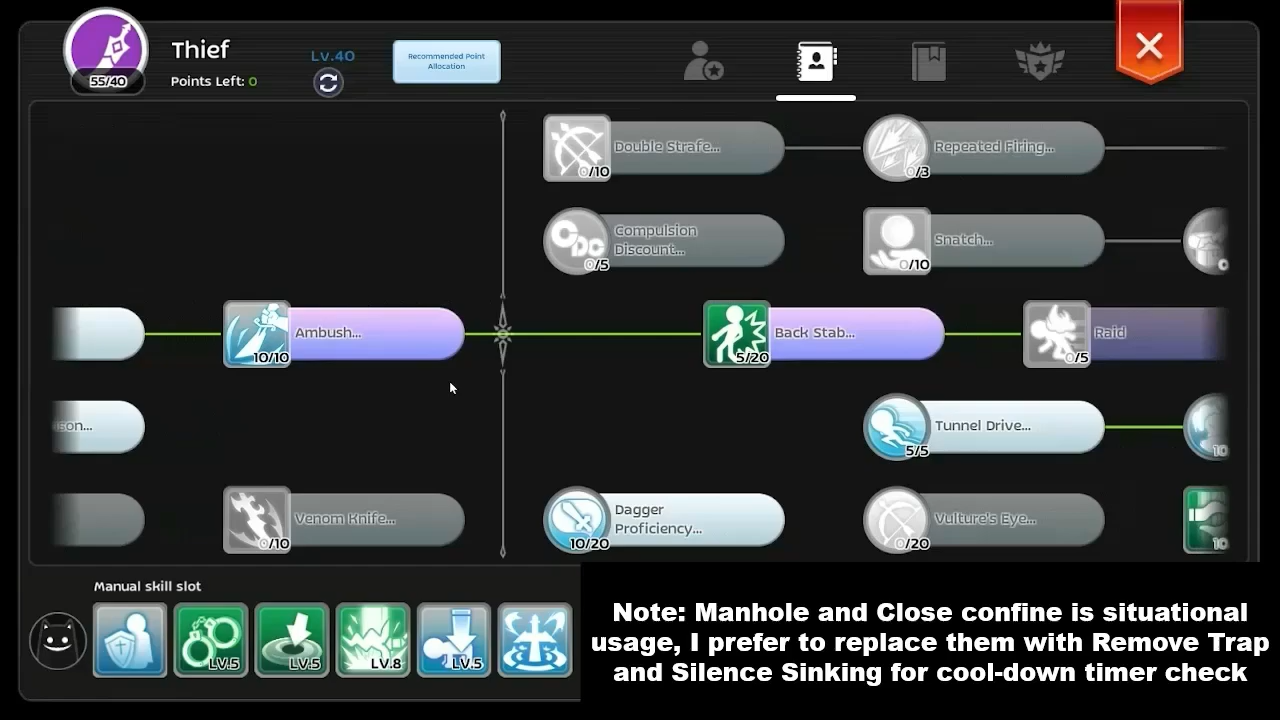 Thief
Lv.40
Recommended Point
Allocation
55/40
Points Left: 0
Double Strafe...
0/10
Repeated Firing...
0/3
Compulsion
Discount...
0/5
Snatch...
0/10
0
Ambush...
10/10
Back Stab...
5/20
Raid
0/5
son...
Tunnel Drive...
5/5
10
Venom Knife...
0/10
Dagger
Proficiency...
10/20
Vulture's Eye...
0/20
10
Manual skill slot
LV.5
LV.5
LV.8
LV.5
Note: Manhole and Close confine is situational
usage, I prefer to replace them with Remove Trap
and Silence Sinking for cool-down timer check